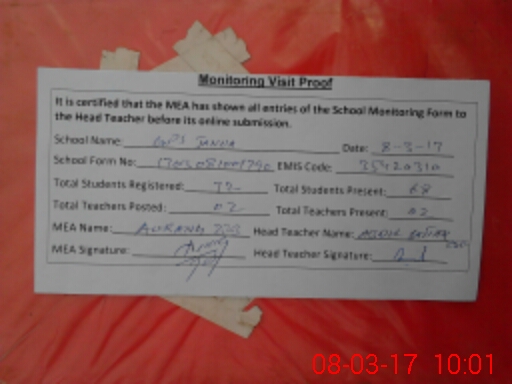 Monitoring Visit Proof
It is certified that the MEA has shown all entries of the School Monitoring Form to
the Head Teacher before its online submission.
School Name: GPS Date: 8-3-17
School Form No: EMIS Code: 35420310
Total Students Registered: 72 Total Students Present: 68
Total Teachers Posted: 02 Total Teachers Present: 02
MEA Name: Head Teacher Name:
MEA Signature: Head Teacher Signature:
08-03-17 10:01